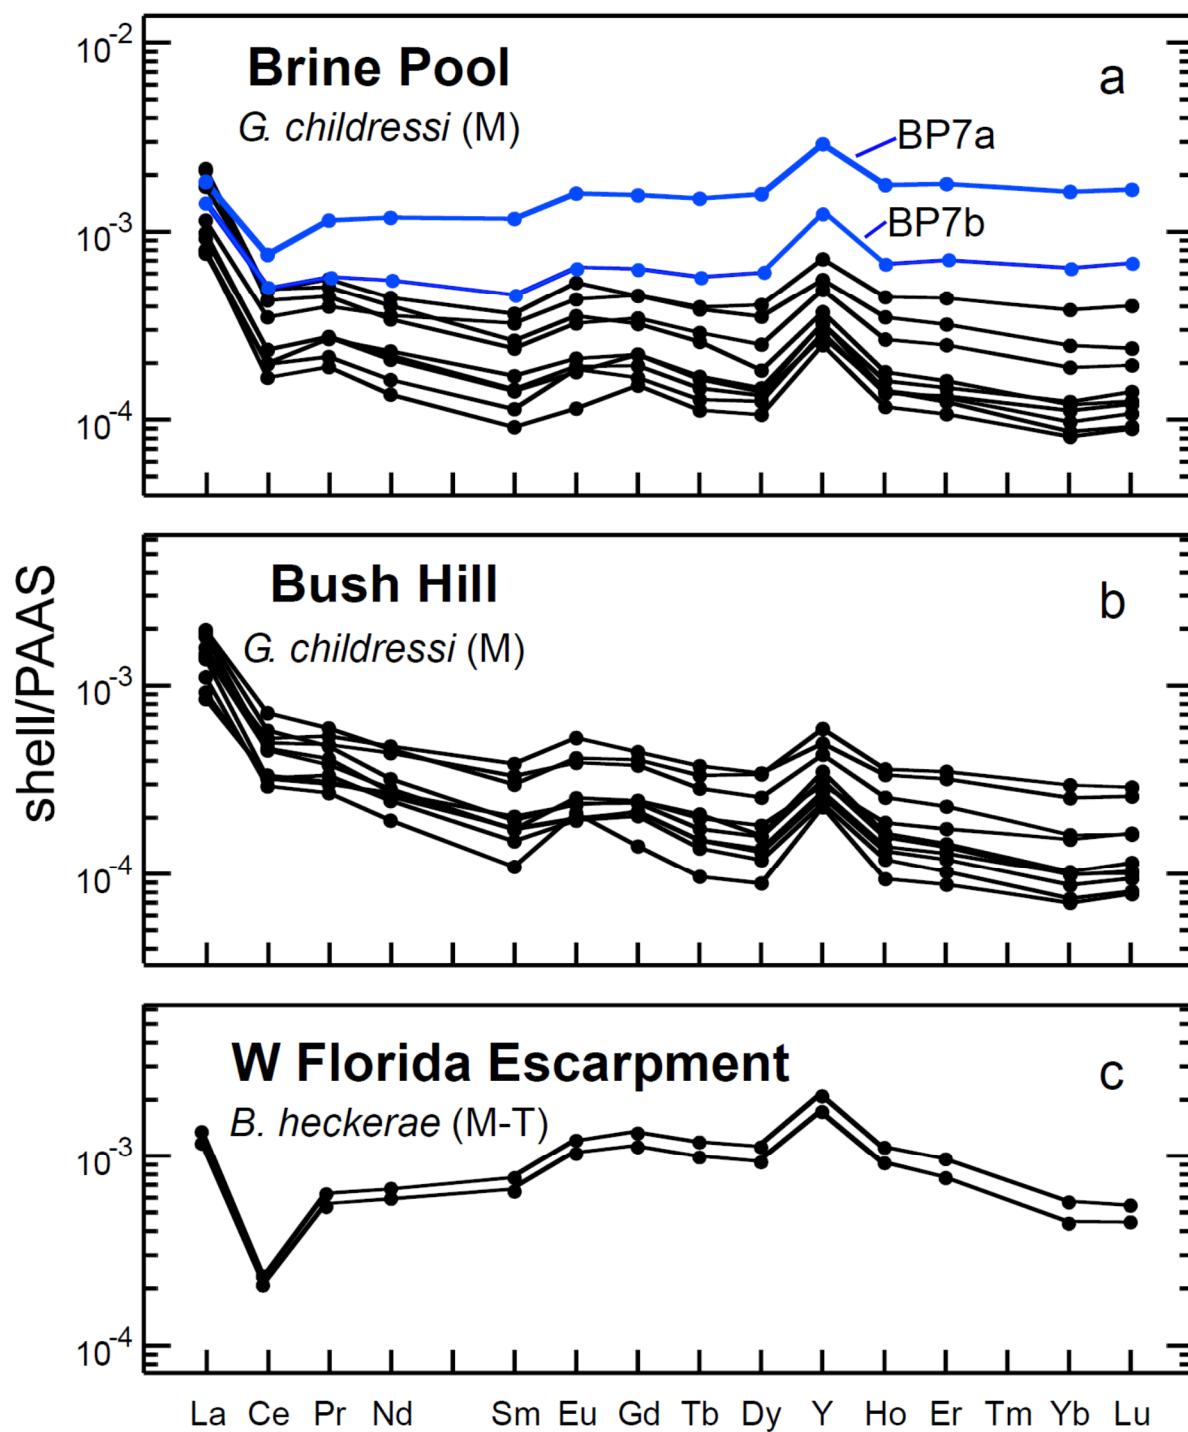 10-2
Brine Pool
a
G. childressi (M)
BP7a
BP7b
10-3
10-4
shell/PAAS
Bush Hill
b
G. childressi (M)
10-3
10-4
W Florida Escarpment
c
B. heckerae (M-T)
10-3
10-4
La Ce Pr Nd Sm Eu Gd Tb Dy Y Ho Er Tm Yb Lu